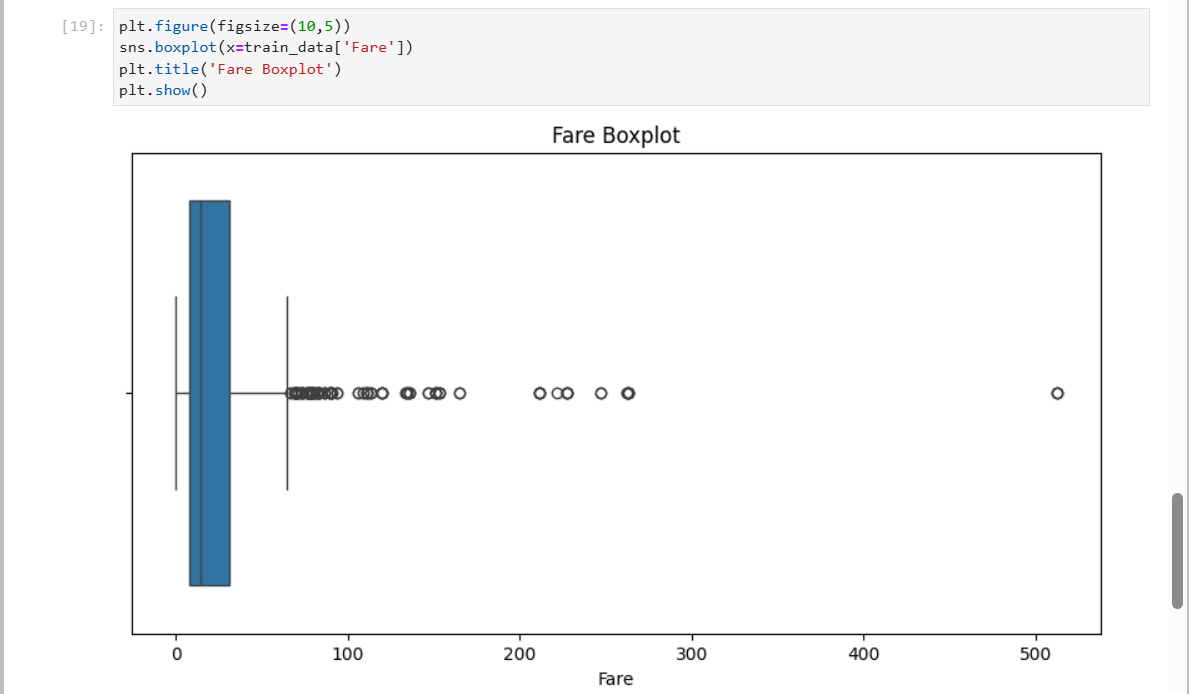 [19]: plt.figure(figsize=(10,5))
sns.boxplot(x=train_data['Fare'])
plt.title('Fare Boxplot')
plt.show()
Fare Boxplot
0 100 200 300 400 500
Fare